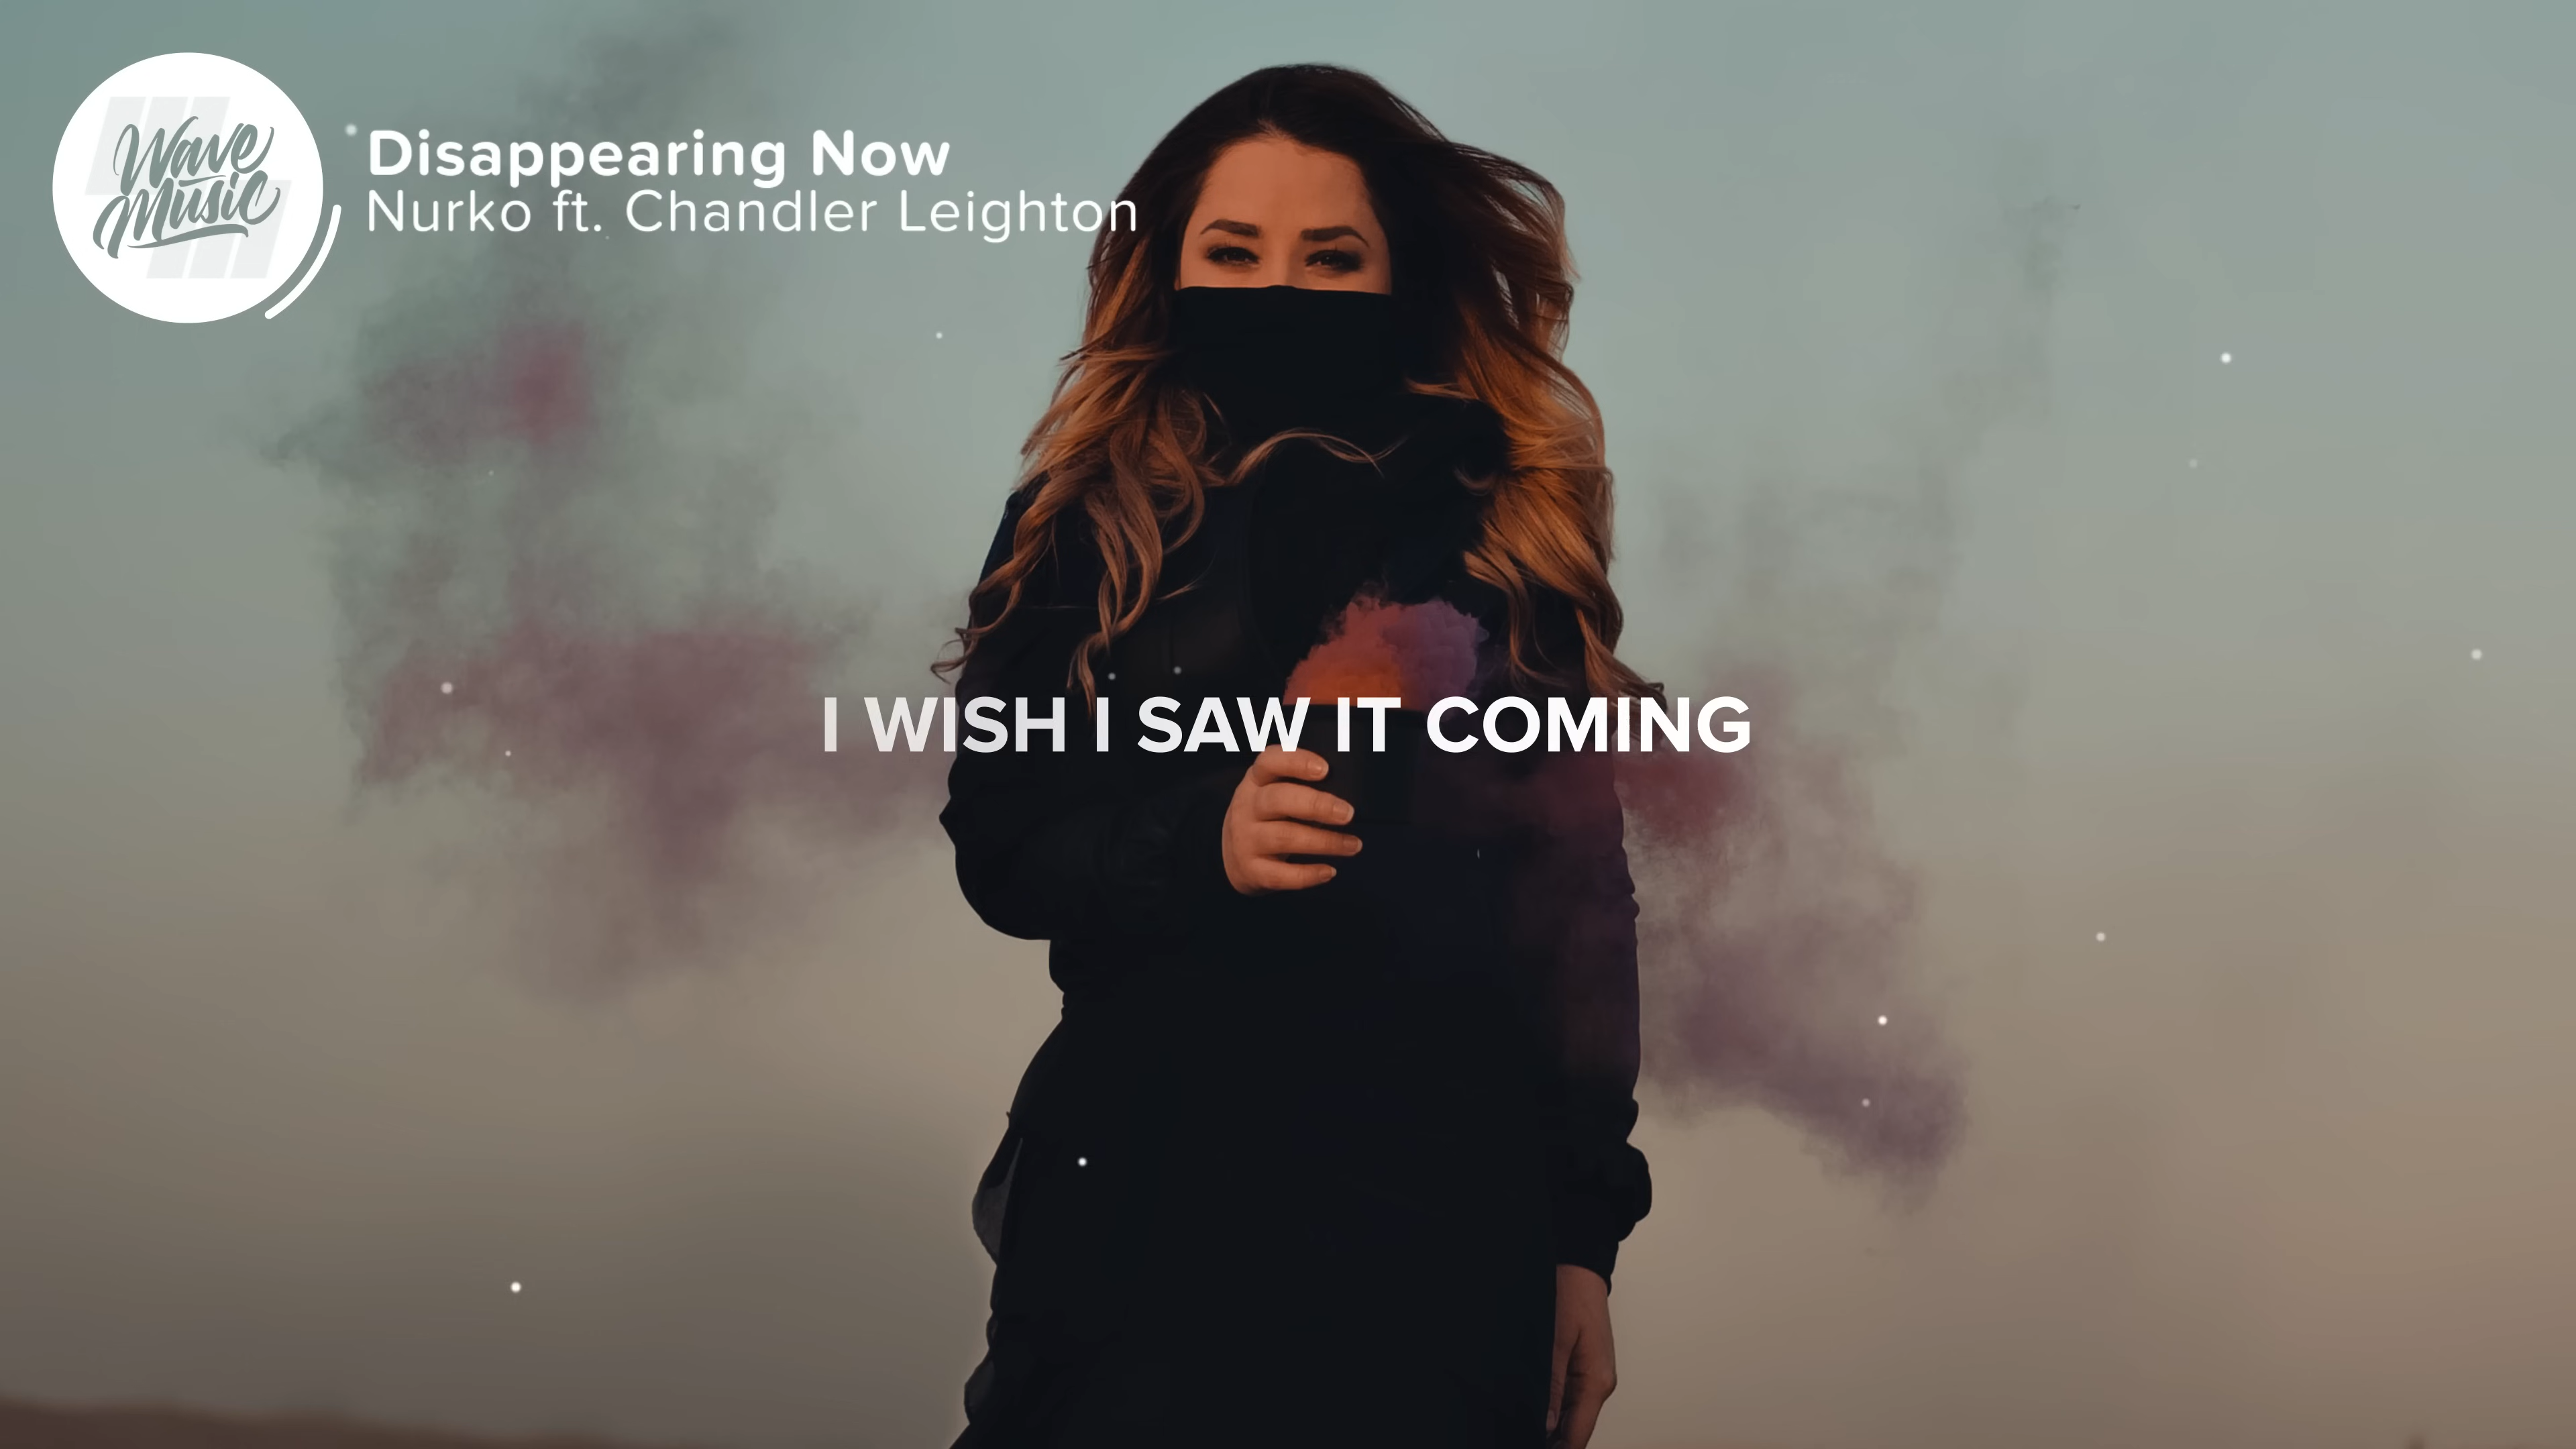 Wave
Music
Disappearing Now
Nurko ft. Chandler Leighton
I WISH I SAW IT COMING